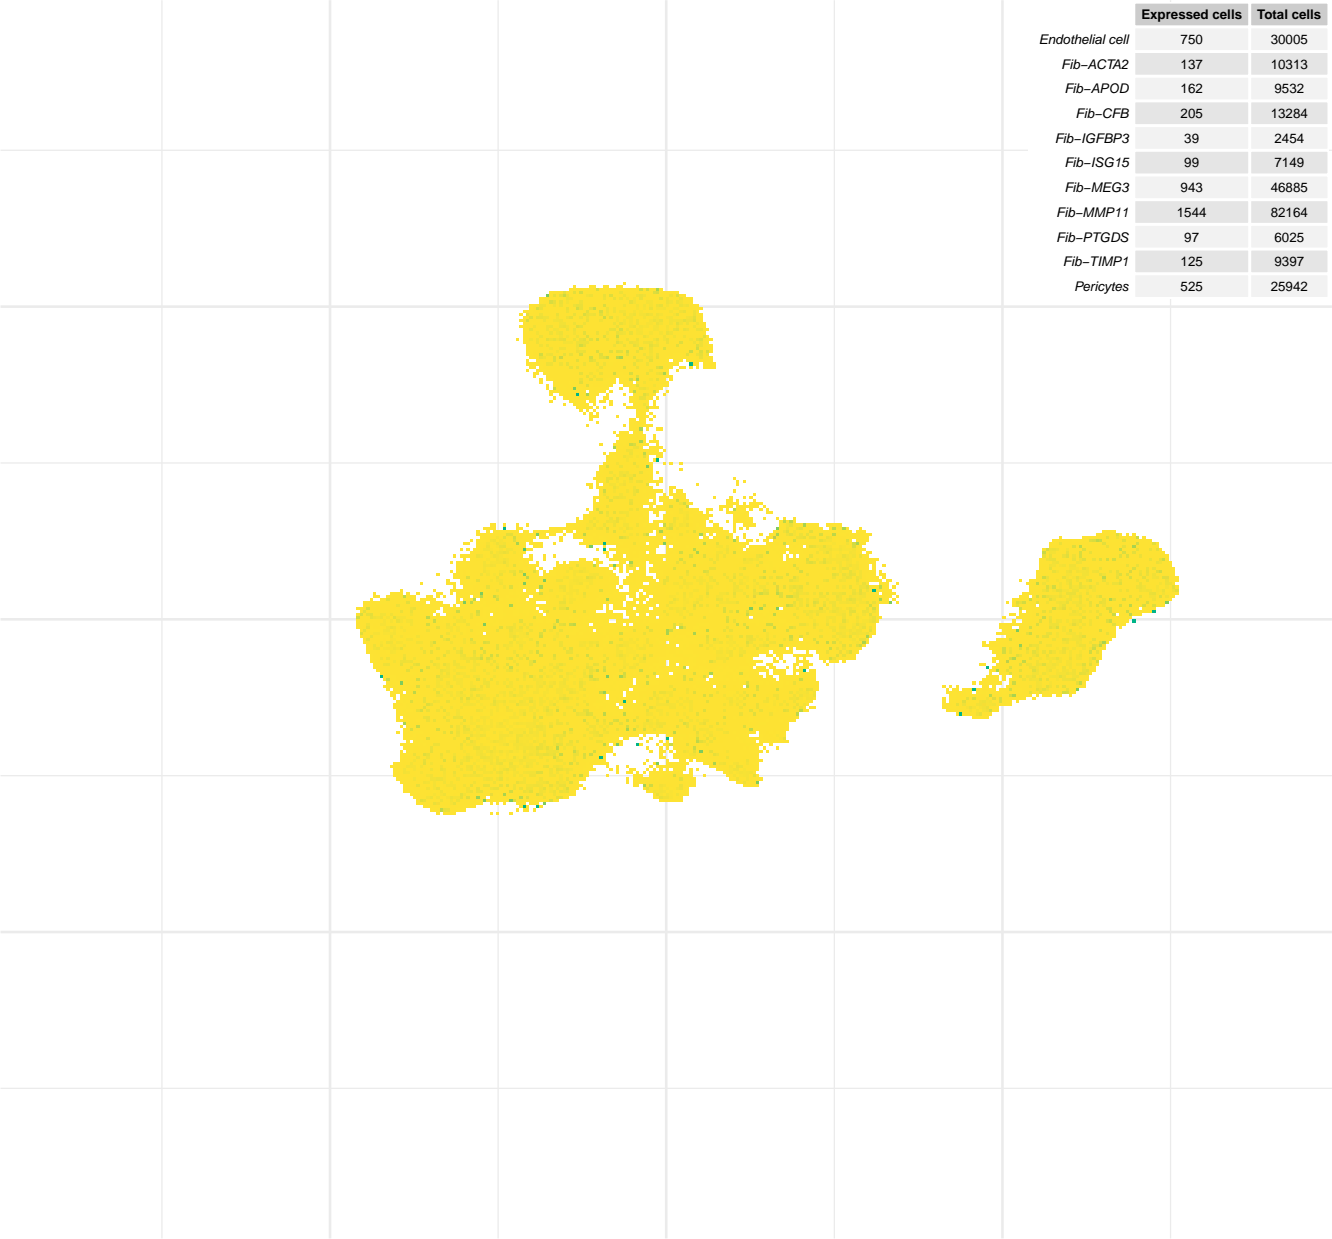 Expressed cells Total cells
Endothelial cell 750 30005
Fib−ACTA2 137 10313
Fib−APOD 162 9532
Fib−CFB 205 13284
Fib−IGFBP3 39 2454
Fib−ISG15 99 7149
Fib−MEG3 943 46885
Fib−MMP11 1544 82164
Fib−PTGDS 97 6025
Fib−TIMP1 125 9397
Pericytes 525 25942